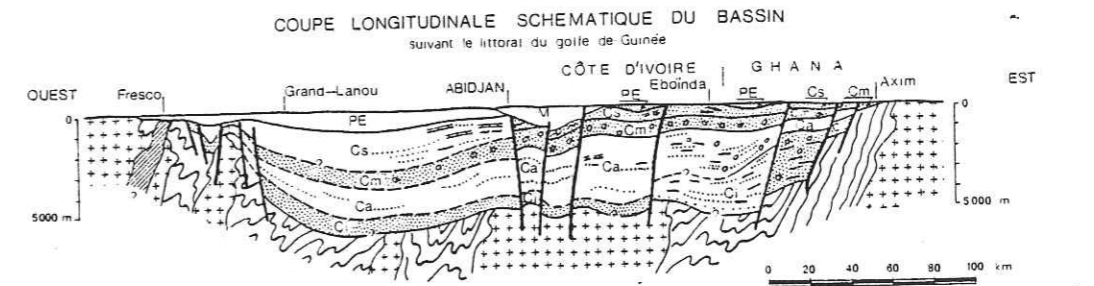 COUPE LONGITUDINALE SCHEMATIQUE DU BASSIN
suivant le littoral du golfe de Guinée
CÔTE D'IVOIRE GHANA
OUEST Fresco Grand-Lanou ABIDJAN PE Eboïnda PE Cs Cm Axim EST
0 PE M Cs 0
Cs Cm Ca
Cm Ca Ca
Ca Ci Ci
5000 m Ci 5000 m
0 20 40 60 80 100 km